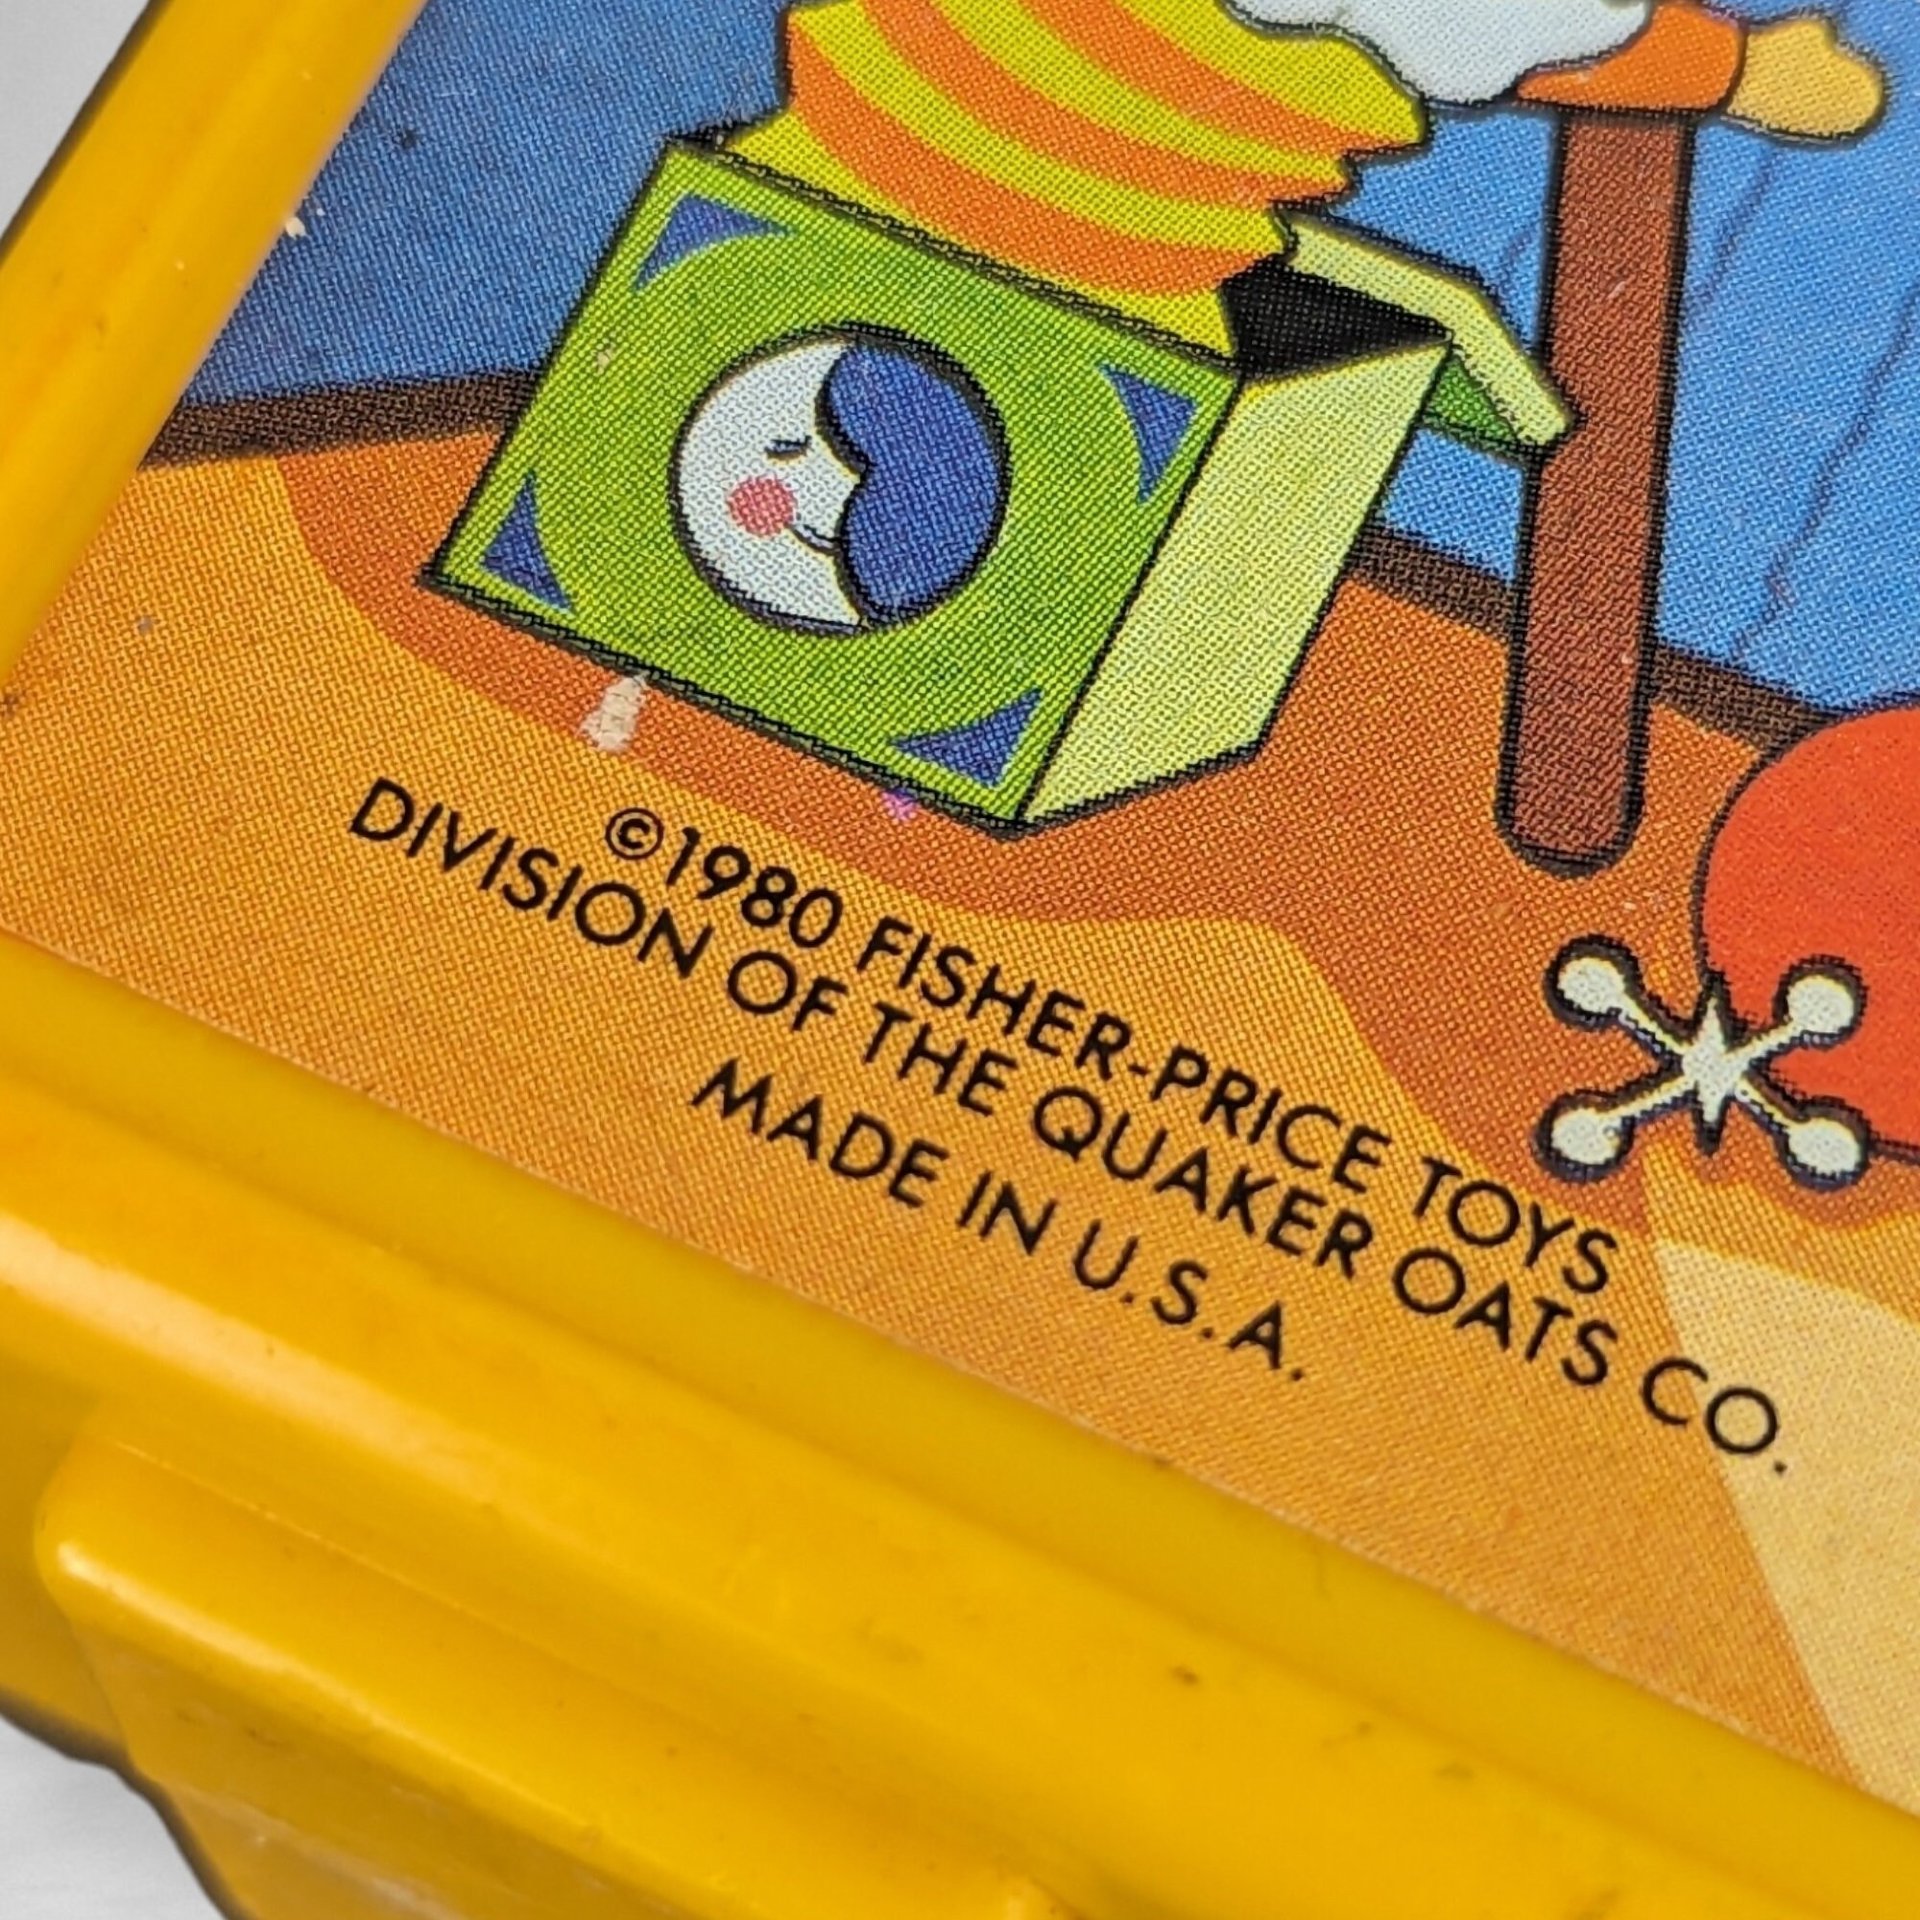 ©1980 FISHER-PRICE TOYS
DIVISION OF THE QUAKER OATS CO.
MADE IN U.S.A.